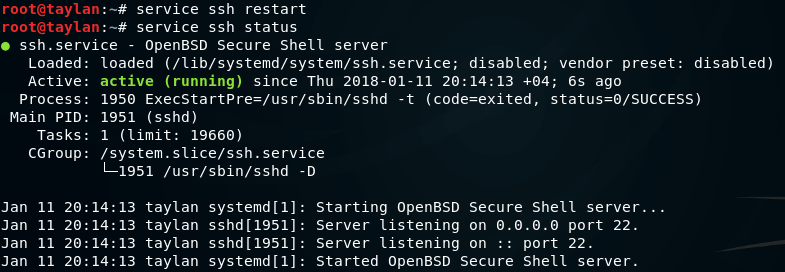 root@taylan:~# service ssh restart
root@taylan:~# service ssh status
● ssh.service - OpenBSD Secure Shell server
   Loaded: loaded (/lib/systemd/system/ssh.service; disabled; vendor preset: disabled)
   Active: active (running) since Thu 2018-01-11 20:14:13 +04; 6s ago
  Process: 1950 ExecStartPre=/usr/sbin/sshd -t (code=exited, status=0/SUCCESS)
 Main PID: 1951 (sshd)
    Tasks: 1 (limit: 19660)
   CGroup: /system.slice/ssh.service
           └─1951 /usr/sbin/sshd -D

Jan 11 20:14:13 taylan systemd[1]: Starting OpenBSD Secure Shell server...
Jan 11 20:14:13 taylan sshd[1951]: Server listening on 0.0.0.0 port 22.
Jan 11 20:14:13 taylan sshd[1951]: Server listening on :: port 22.
Jan 11 20:14:13 taylan systemd[1]: Started OpenBSD Secure Shell server.